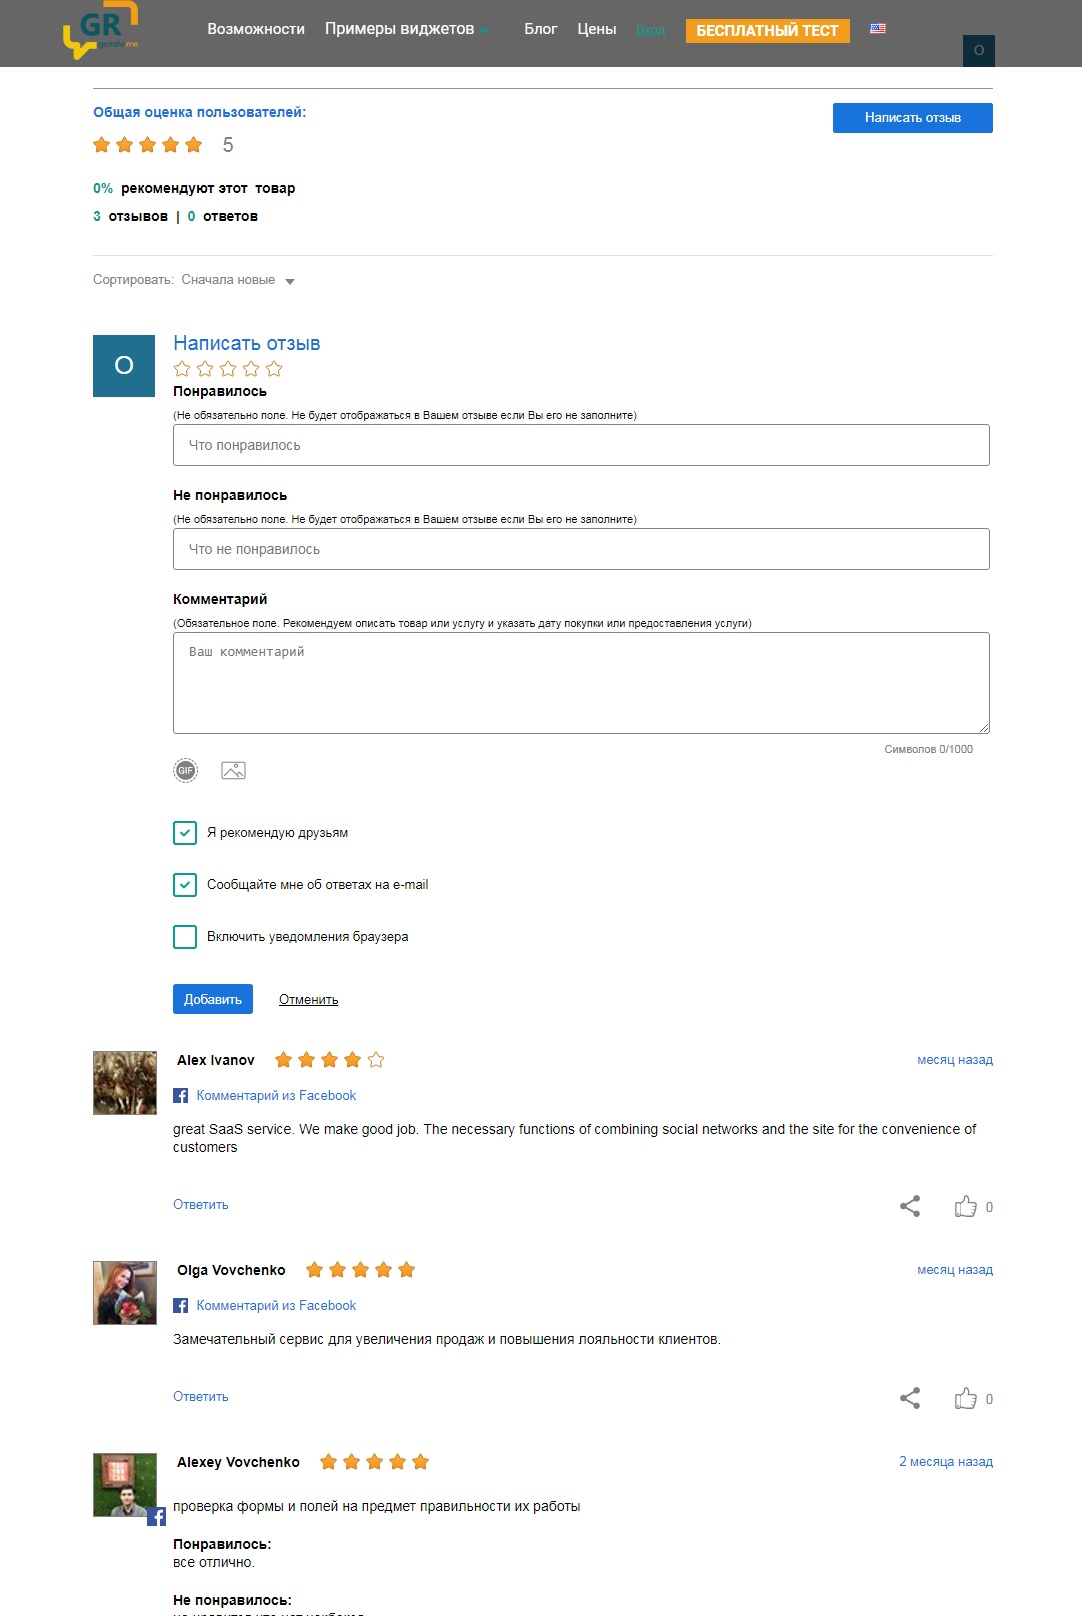 GR
getrate.me
Возможности Примеры виджетов Блог Цены Вход БЕСПЛАТНЫЙ ТЕСТ
O
Общая оценка пользователей:
Написать отзыв
5
0% рекомендуют этот товар
3 отзывов | 0 ответов
Сортировать: Сначала новые
O
Написать отзыв
Понравилось
(Не обязательно поле. Не будет отображаться в Вашем отзыве если Вы его не заполните)
Что понравилось
Не понравилось
(Не обязательно поле. Не будет отображаться в Вашем отзыве если Вы его не заполните)
Что не понравилось
Комментарий
(Обязательное поле. Рекомендуем описать товар или услугу и указать дату покупки или предоставления услуги)
Ваш комментарий
Символов 0/1000
GIF
Я рекомендую друзьям
Сообщайте мне об ответах на e-mail
Включить уведомления браузера
Добавить Отменить
Alex Ivanov месяц назад
Комментарий из Facebook
great SaaS service. We make good job. The necessary functions of combining social networks and the site for the convenience of
customers
Ответить 0
Olga Vovchenko месяц назад
Комментарий из Facebook
Замечательный сервис для увеличения продаж и повышения лояльности клиентов.
Ответить 0
Alexey Vovchenko 2 месяца назад
проверка формы и полей на предмет правильности их работы
Понравилось:
все отлично.
Не понравилось: